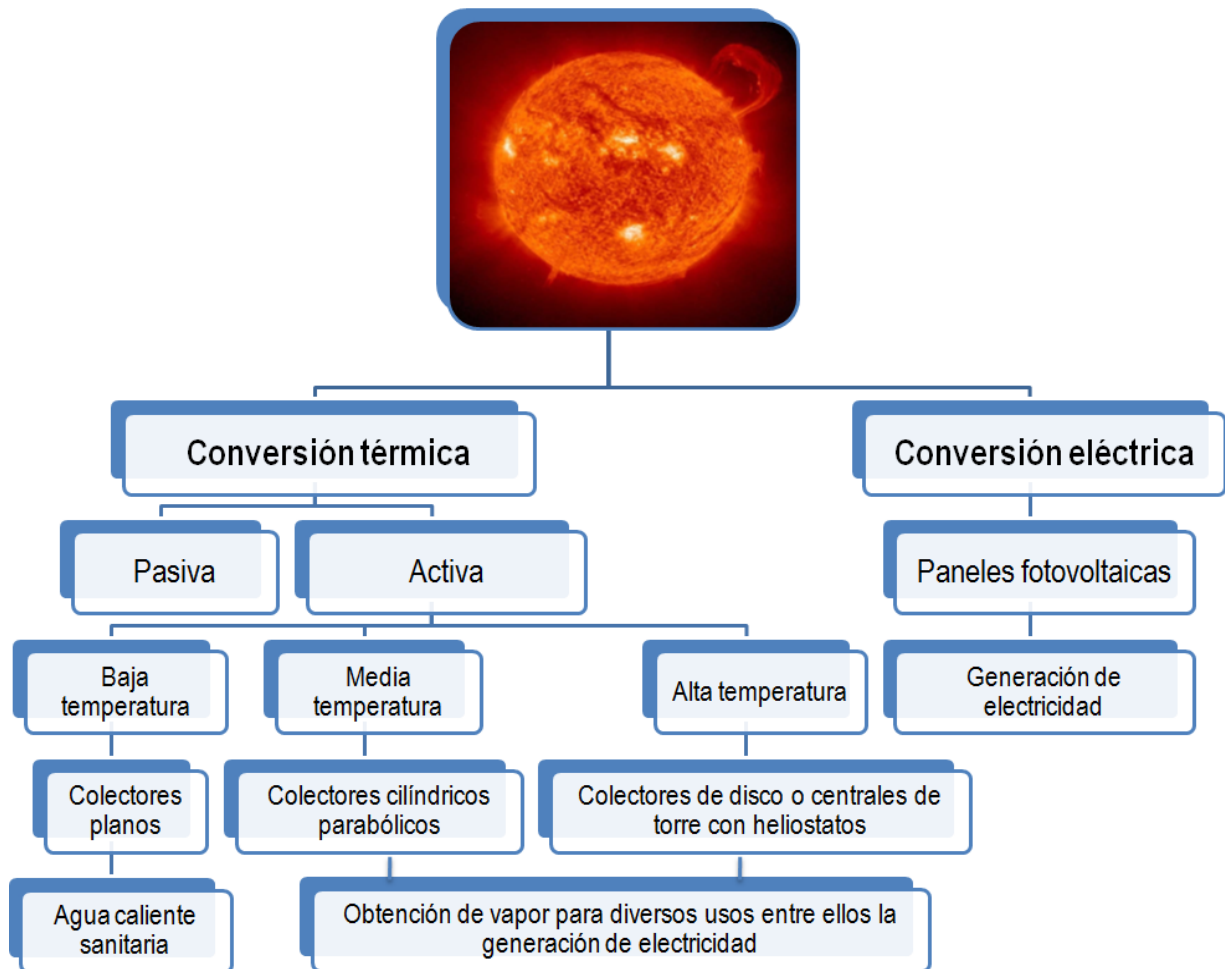 Conversión térmica
Conversión eléctrica
Pasiva
Activa
Paneles fotovoltaicas
Baja
temperatura
Media
temperatura
Alta temperatura
Generación de
electricidad
Colectores
planos
Colectores cilíndricos
parabólicos
Colectores de disco o centrales de
torre con heliostatos
Agua caliente
sanitaria
Obtención de vapor para diversos usos entre ellos la
generación de electricidad